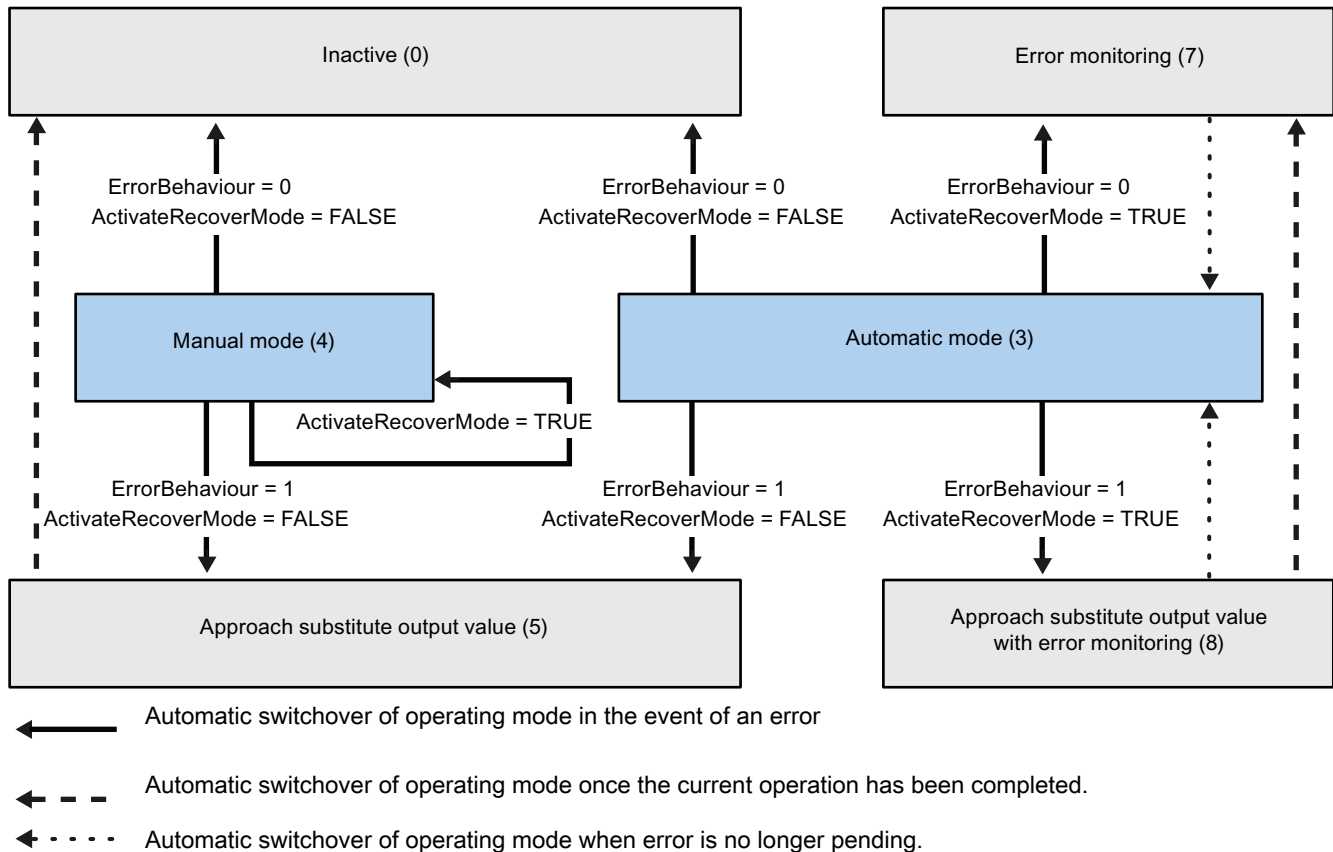 Inactive (0)
Error monitoring (7)
ErrorBehaviour = 0
ActivateRecoverMode = FALSE
ErrorBehaviour = 0
ActivateRecoverMode = FALSE
ErrorBehaviour = 0
ActivateRecoverMode = TRUE
Manual mode (4)
Automatic mode (3)
ActivateRecoverMode = TRUE
ErrorBehaviour = 1
ActivateRecoverMode = FALSE
ErrorBehaviour = 1
ActivateRecoverMode = FALSE
ErrorBehaviour = 1
ActivateRecoverMode = TRUE
Approach substitute output value (5)
Approach substitute output value
with error monitoring (8)
Automatic switchover of operating mode in the event of an error
Automatic switchover of operating mode once the current operation has been completed.
Automatic switchover of operating mode when error is no longer pending.